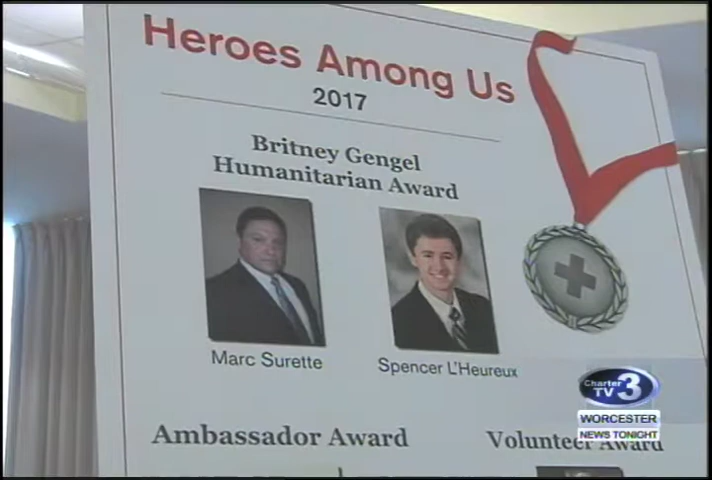 Heroes Among Us
2017
Britney Gengel
Humanitarian Award
Marc Surette
Spencer L'Heureux
Ambassador Award
Volunteer Award
Charter
TV 3
WORCESTER
NEWS TONIGHT